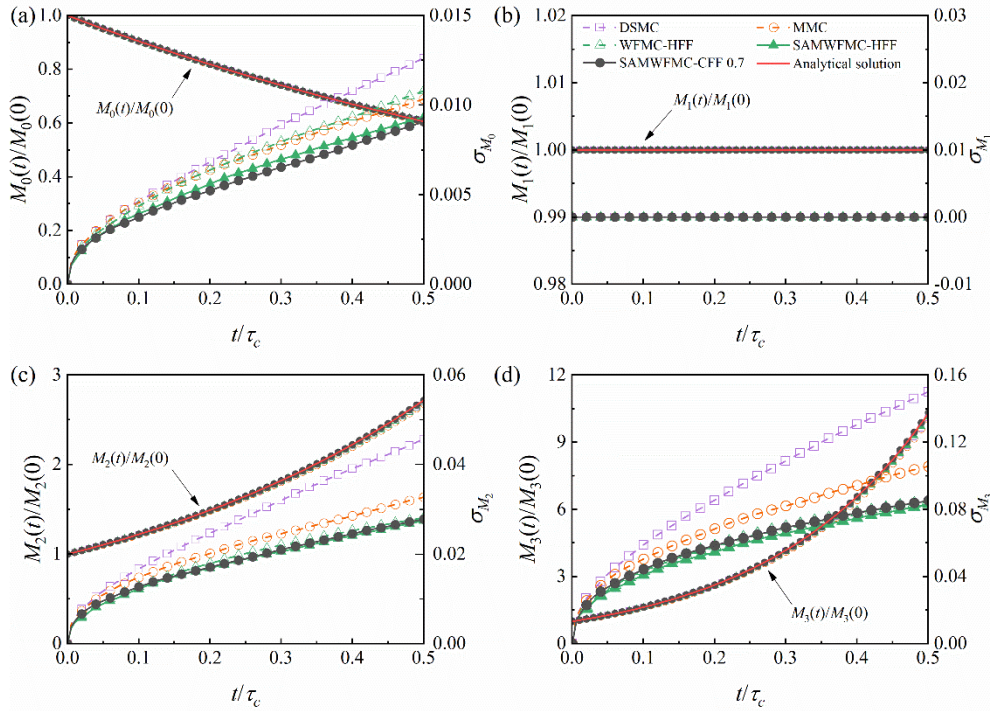 (a)
1.0
0.8
0.6
0.4
0.2
0.0
M0(t)/M0(0)
M0(t)/M0(0)
0.015
0.010
0.005
0.000
σM0
0.0 0.1 0.2 0.3 0.4 0.5
t/τc
(b)
1.02
1.01
1.00
0.99
0.98
M1(t)/M1(0)
DSMC
MMC
WFMC-HFF
SAMWFMC-HFF
SAMWFMC-CFF 0.7
Analytical solution
M1(t)/M1(0)
0.03
0.02
0.01
0.00
-0.01
σM1
0.0 0.1 0.2 0.3 0.4 0.5
t/τc
(c)
3
2
1
0
M2(t)/M2(0)
M2(t)/M2(0)
0.06
0.04
0.02
0.00
σM2
0.0 0.1 0.2 0.3 0.4 0.5
t/τc
(d)
12
9
6
3
0
M3(t)/M3(0)
M3(t)/M3(0)
0.16
0.12
0.08
0.04
0.00
σM3
0.0 0.1 0.2 0.3 0.4 0.5
t/τc